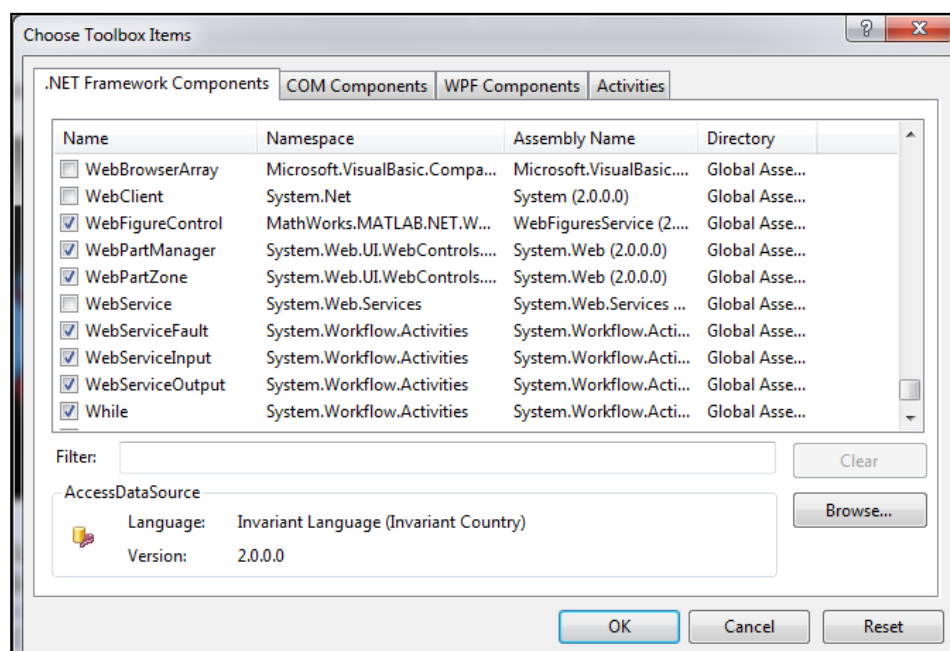 Choose Toolbox Items
.NET Framework Components COM Components WPF Components Activities
Name Namespace Assembly Name Directory
WebBrowserArray Microsoft.VisualBasic.Compa... Microsoft.VisualBasic.... Global Asse...
WebClient System.Net System (2.0.0.0) Global Asse...
WebFigureControl MathWorks.MATLAB.NET.W... WebFiguresService (2.... Global Asse...
WebPartManager System.Web.UI.WebControls.... System.Web (2.0.0.0) Global Asse...
WebPartZone System.Web.UI.WebControls.... System.Web (2.0.0.0) Global Asse...
WebService System.Web.Services System.Web.Services ... Global Asse...
WebServiceFault System.Workflow.Activities System.Workflow.Acti... Global Asse...
WebServiceInput System.Workflow.Activities System.Workflow.Acti... Global Asse...
WebServiceOutput System.Workflow.Activities System.Workflow.Acti... Global Asse...
While System.Workflow.Activities System.Workflow.Acti... Global Asse...
Filter: Clear
AccessDataSource
Language: Invariant Language (Invariant Country) Browse...
Version: 2.0.0.0
OK Cancel Reset